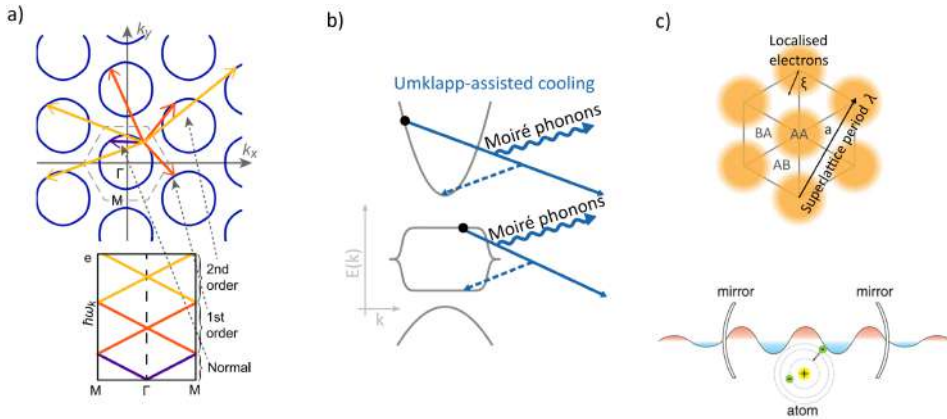 a)
k_y
k_x
Γ
M
e
ħω_k
2nd
order
1st
order
Normal
M
Γ
M
b)
Umklapp-assisted cooling
Moiré phonons
Moiré phonons
E(k)
k
c)
Localised
electrons
ξ
BA
AA
a
AB
Superlattice period λ
mirror
mirror
atom